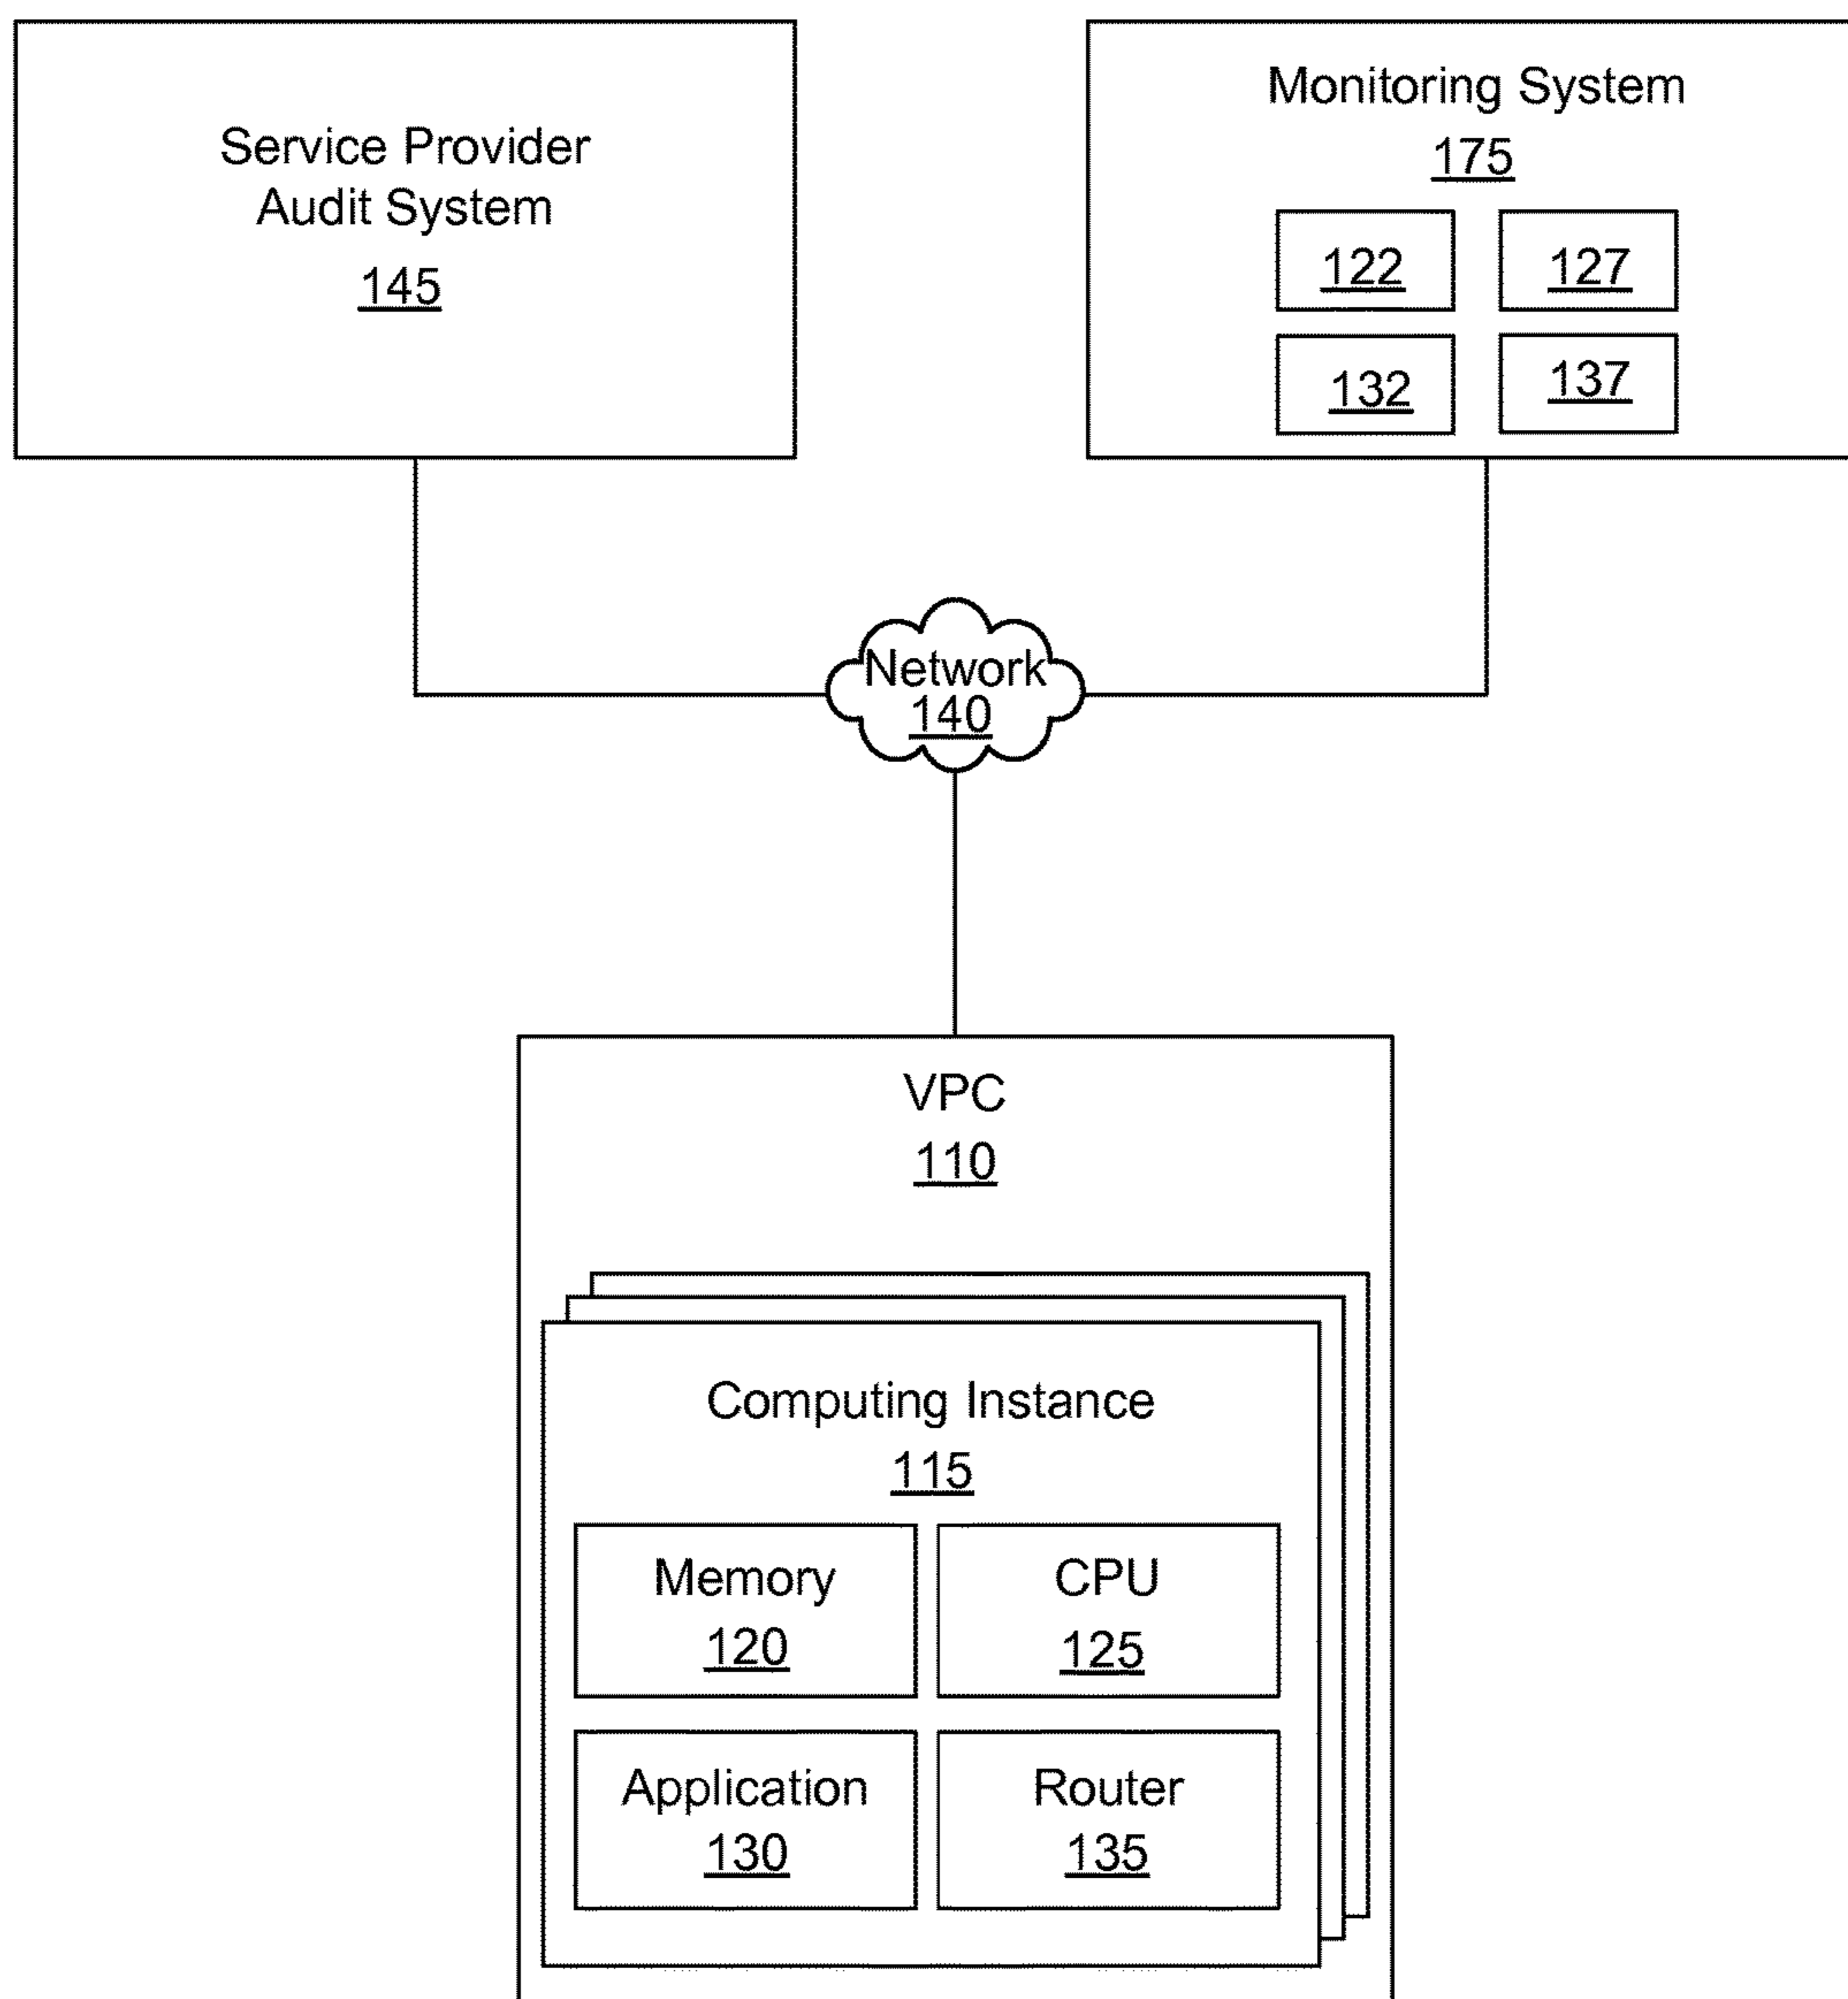 Service Provider
Audit System
145
Monitoring System
175
122
127
132
137
Network
140
VPC
110
Computing Instance
115
Memory
120
CPU
125
Application
130
Router
135